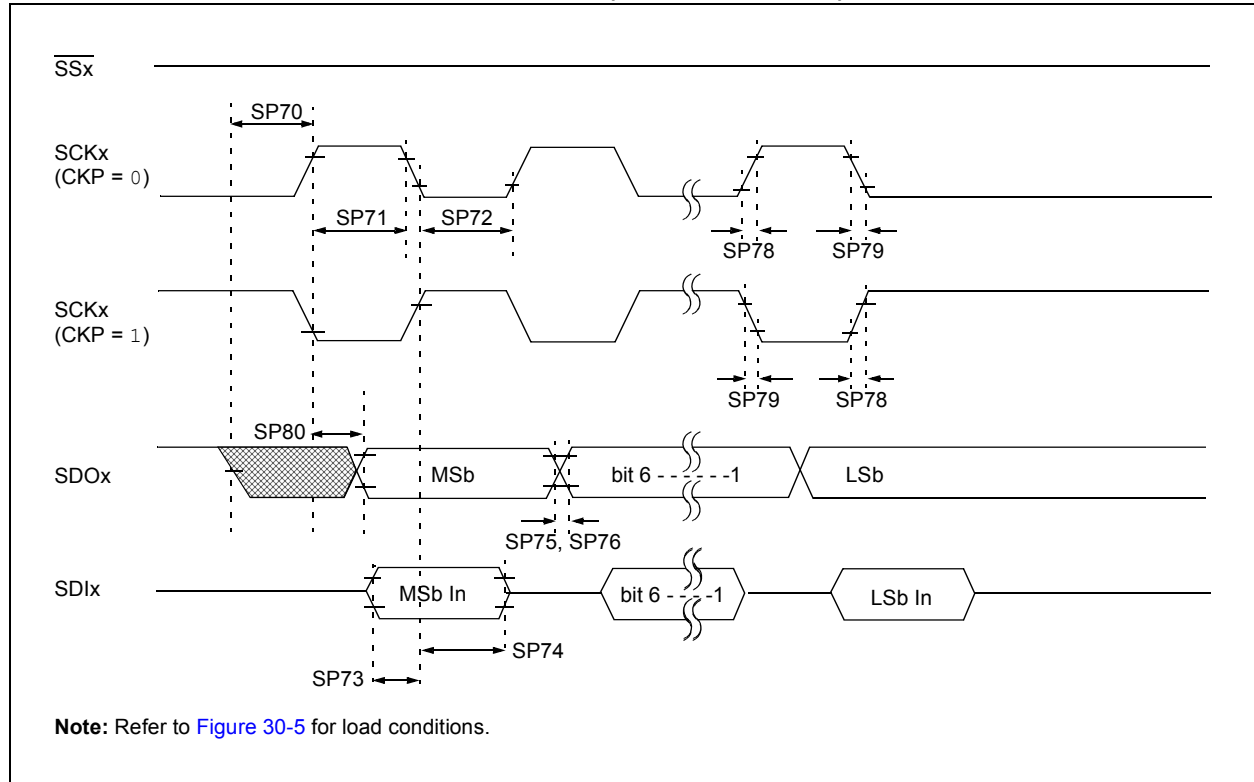 SSx
SP70
SCKx
(CKP = 0)
SP71
SP72
SP78
SP79
SCKx
(CKP = 1)
SP79
SP78
SP80
SDOx
MSb
bit 6 - - - - - -1
LSb
SP75, SP76
SDIx
MSb In
bit 6 - - - -1
LSb In
SP74
SP73
Note: Refer to Figure 30-5 for load conditions.